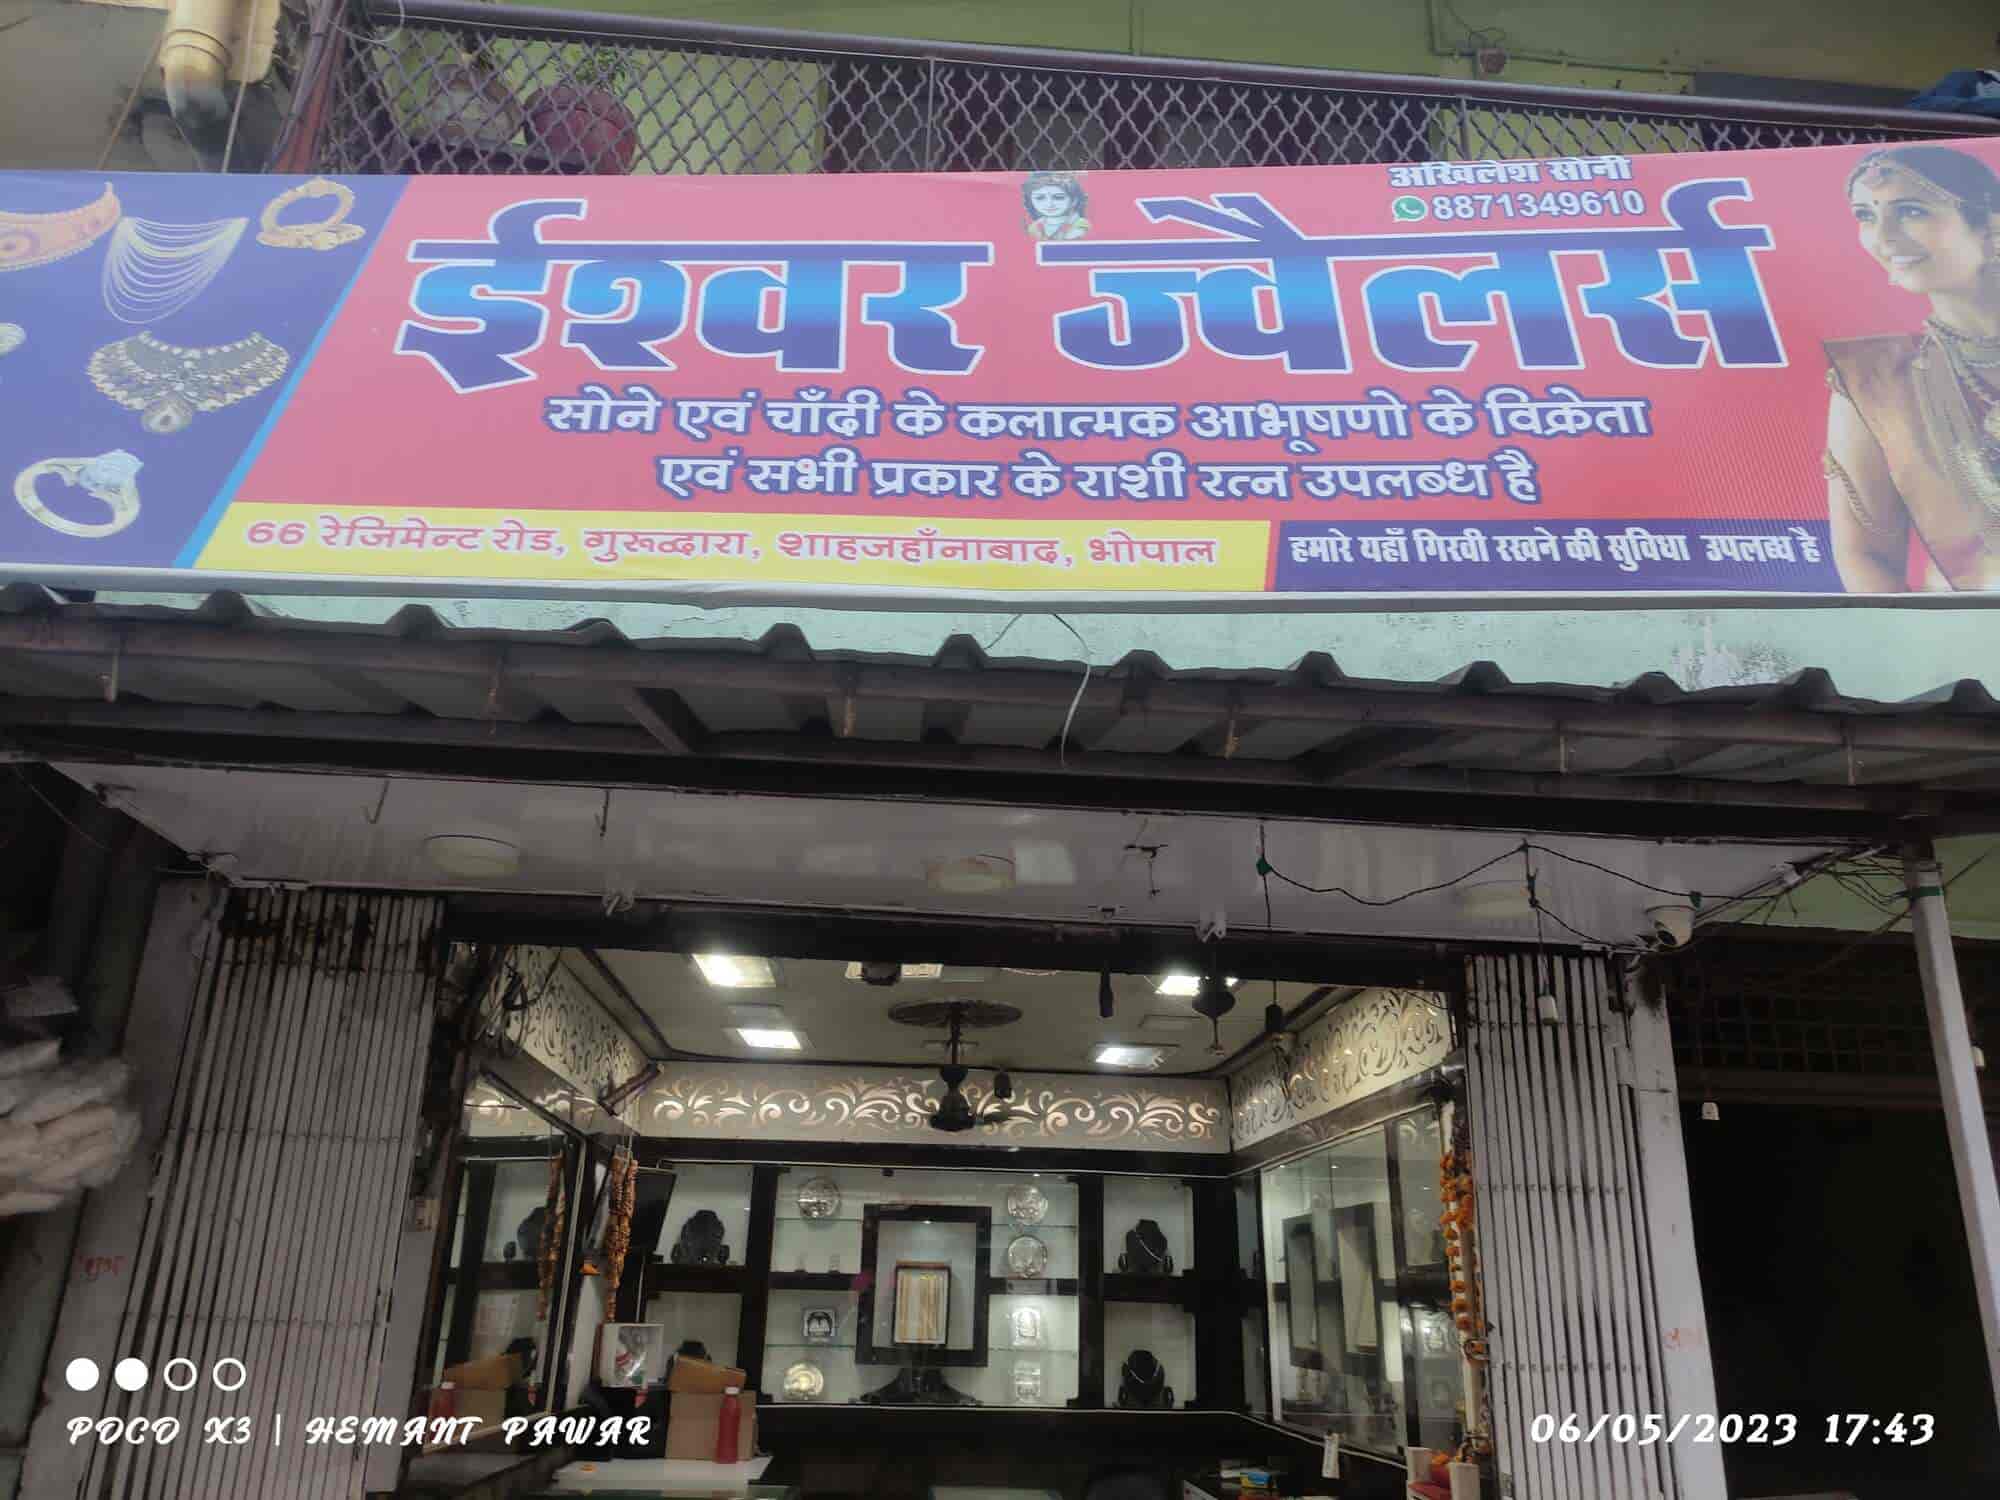 अखिलेश सोनी
8871349610
ईश्वर ज्वैलर्स
सोने एवं चाँदी के कलात्मक आभूषणो के विक्रेता
एवं सभी प्रकार के राशी रत्न उपलब्ध है
66 रेजिमेन्ट रोड, गुरूद्वारा, शाहजहाँनाबाद, भोपाल
हमारे यहाँ गिरवी रखने की सुविधा उपलब्ध है
POCO X3 | HEMANT PAWAR
06/05/2023 17:43